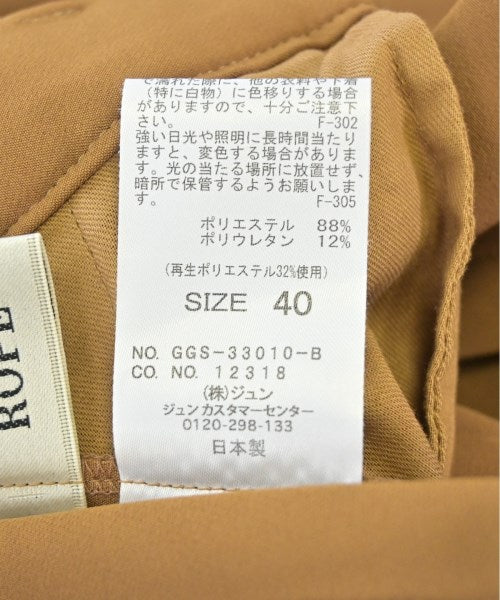 で濡れた際に、他の衣料や下着
(特に白物)に色移りする場合
がありますので、十分ご注意下
さい。 F-302
強い日光や照明に長時間当たり
ますと、変色する場合がありま
す。光の当たる場所に放置せず、
暗所で保管するようお願いしま
す。 F-305
ポリエステル 88%
ポリウレタン 12%
(再生ポリエステル32%使用)
SIZE 40
NO. GGS-33010-B
CO. NO. 12318
(株)ジュン
ジュンカスタマーセンター
0120-298-133
日本製
ROPE